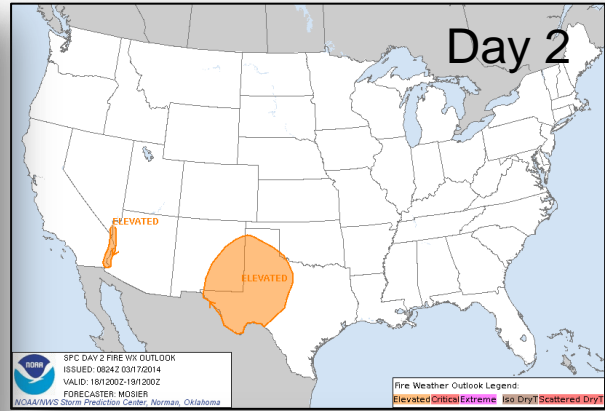 Day 2
ELEVATED
ELEVATED
NOAA
SPC DAY 2 FIRE WX OUTLOOK
ISSUED: 0824Z 03/17/2014
VALID: 18/1200Z-19/1200Z
FORECASTER: MOSIER
NOAA/NWS Storm Prediction Center, Norman, Oklahoma
Fire Weather Outlook Legend:
Elevated Critical Extreme Iso DryT Scattered DryT